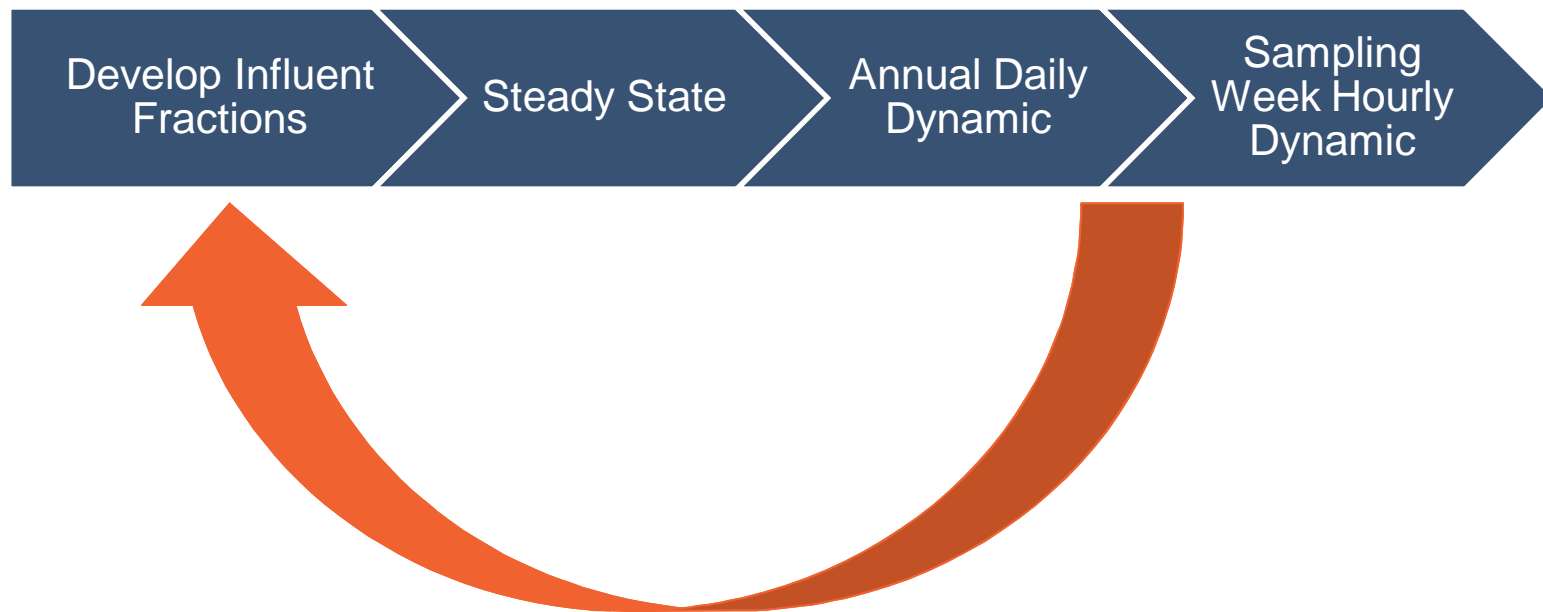 Develop Influent
Fractions
Steady State
Annual Daily
Dynamic
Sampling
Week Hourly
Dynamic